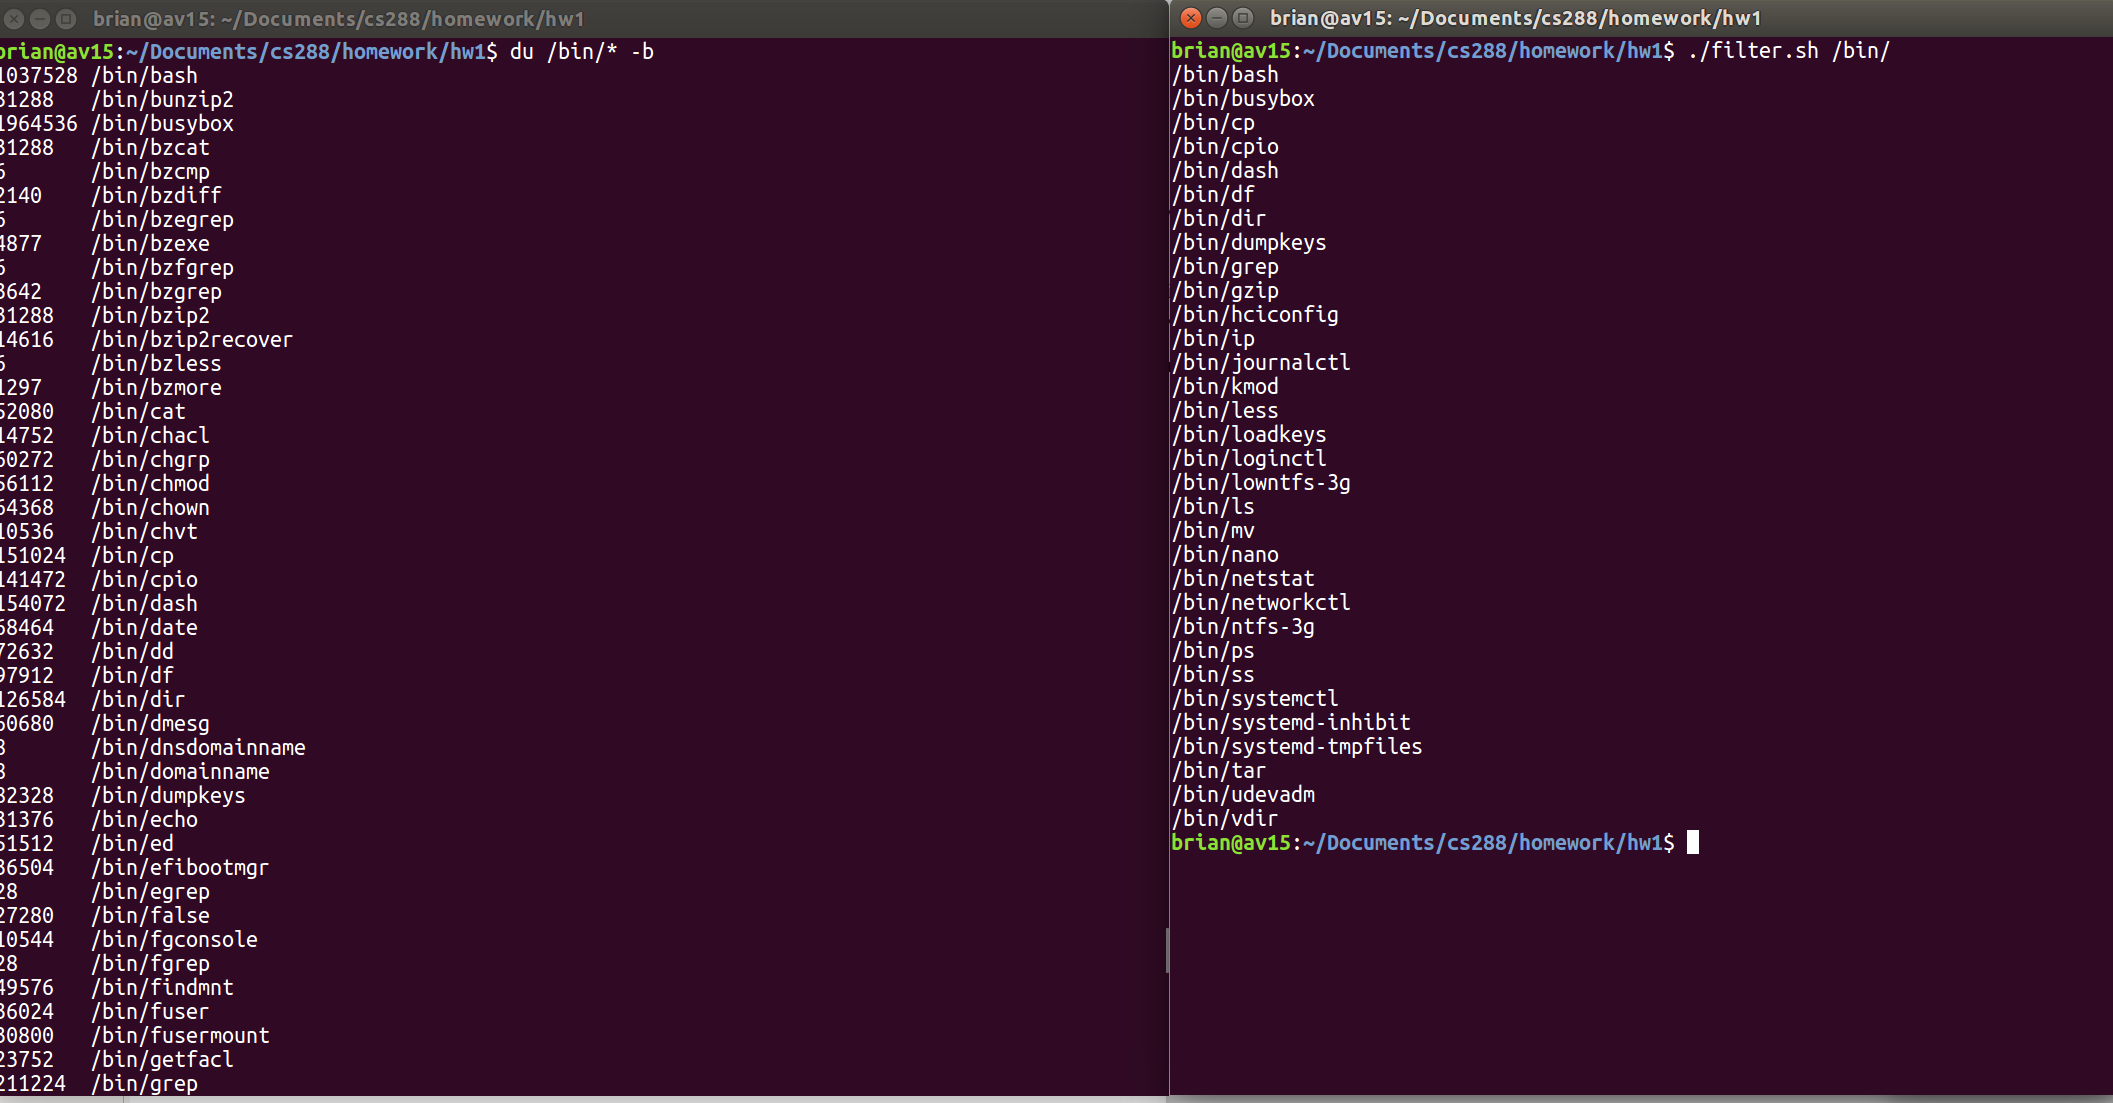 brian@av15: ~/Documents/cs288/homework/hw1
brian@av15:~/Documents/cs288/homework/hw1$ du /bin/* -b
1037528 /bin/bash
31288 /bin/bunzip2
1964536 /bin/busybox
31288 /bin/bzcat
6 /bin/bzcmp
2140 /bin/bzdiff
6 /bin/bzegrep
4877 /bin/bzexe
6 /bin/bzfgrep
3642 /bin/bzgrep
31288 /bin/bzip2
14616 /bin/bzip2recover
6 /bin/bzless
1297 /bin/bzmore
52080 /bin/cat
14752 /bin/chacl
60272 /bin/chgrp
56112 /bin/chmod
64368 /bin/chown
10536 /bin/chvt
151024 /bin/cp
141472 /bin/cpio
154072 /bin/dash
68464 /bin/date
72632 /bin/dd
97912 /bin/df
126584 /bin/dir
60680 /bin/dmesg
8 /bin/dnsdomainname
8 /bin/domainname
82328 /bin/dumpkeys
31376 /bin/echo
51512 /bin/ed
36504 /bin/efibootmgr
28 /bin/egrep
27280 /bin/false
10544 /bin/fgconsole
28 /bin/fgrep
49576 /bin/findmnt
36024 /bin/fuser
30800 /bin/fusermount
23752 /bin/getfacl
211224 /bin/grep
brian@av15: ~/Documents/cs288/homework/hw1
brian@av15:~/Documents/cs288/homework/hw1$ ./filter.sh /bin/
/bin/bash
/bin/busybox
/bin/cp
/bin/cpio
/bin/dash
/bin/df
/bin/dir
/bin/dumpkeys
/bin/grep
/bin/gzip
/bin/hciconfig
/bin/ip
/bin/journalctl
/bin/kmod
/bin/less
/bin/loadkeys
/bin/loginctl
/bin/lowntfs-3g
/bin/ls
/bin/mv
/bin/nano
/bin/netstat
/bin/networkctl
/bin/ntfs-3g
/bin/ps
/bin/ss
/bin/systemctl
/bin/systemd-inhibit
/bin/systemd-tmpfiles
/bin/tar
/bin/udevadm
/bin/vdir
brian@av15:~/Documents/cs288/homework/hw1$